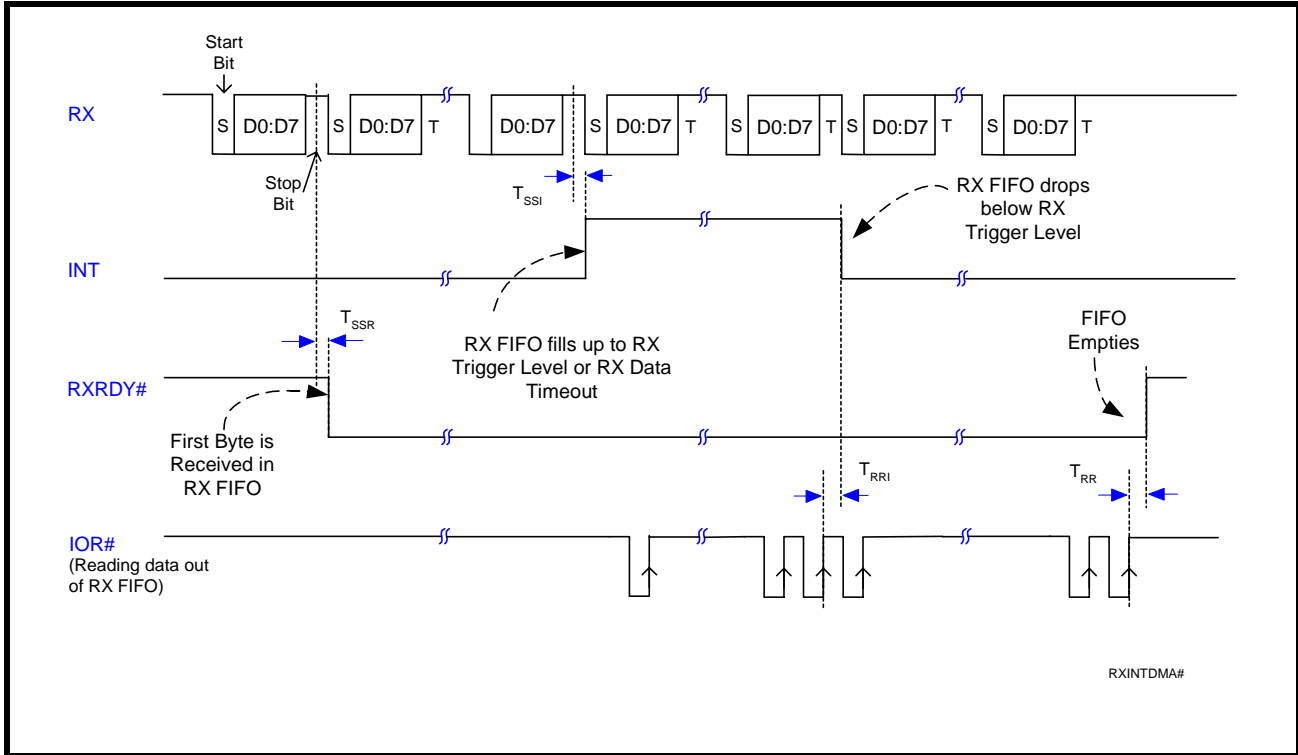 Start
Bit
RX
S D0:D7 S D0:D7 T D0:D7 S D0:D7 T S D0:D7 T S D0:D7 T S D0:D7 T
Stop
Bit
TSSI
RX FIFO drops
below RX
Trigger Level
INT
TSSR
RX FIFO fills up to RX
Trigger Level or RX Data
Timeout
FIFO
Empties
RXRDY#
First Byte is
Received in
RX FIFO
TRRI
TRR
IOR#
(Reading data out
of RX FIFO)
RXINTDMA#